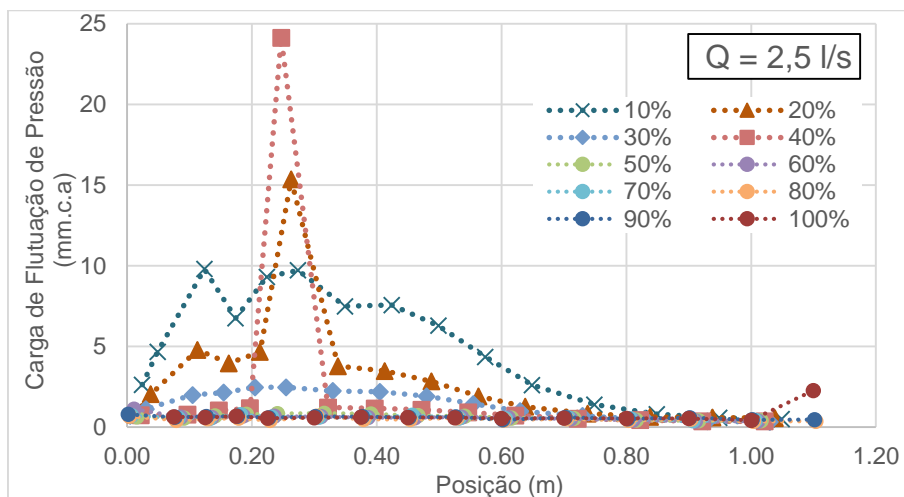 Q = 2,5 l/s
Carga de Flutuação de Pressão
(mm.c.a)
25
20
15
10
5
0
10% 20%
30% 40%
50% 60%
70% 80%
90% 100%
0.00 0.20 0.40 0.60 0.80 1.00 1.20
Posição (m)